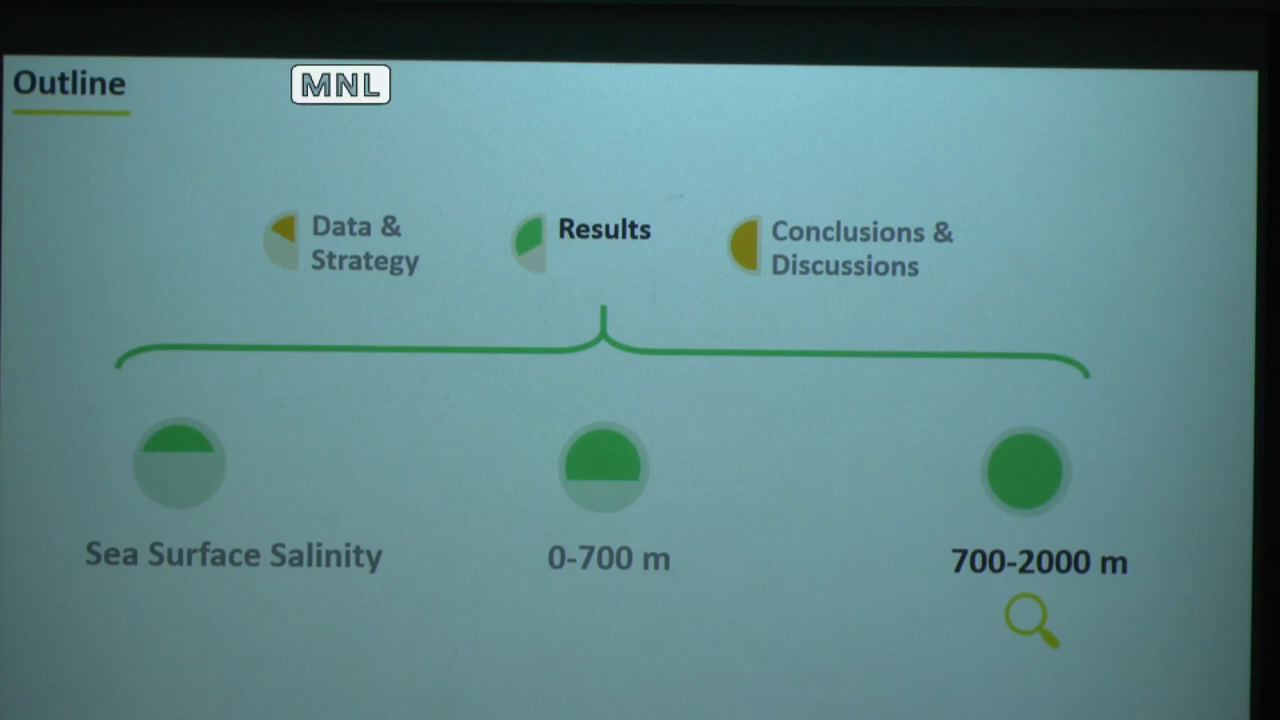 Outline
MNL
Data &
Strategy
Results
Conclusions &
Discussions
Sea Surface Salinity
0-700 m
700-2000 m